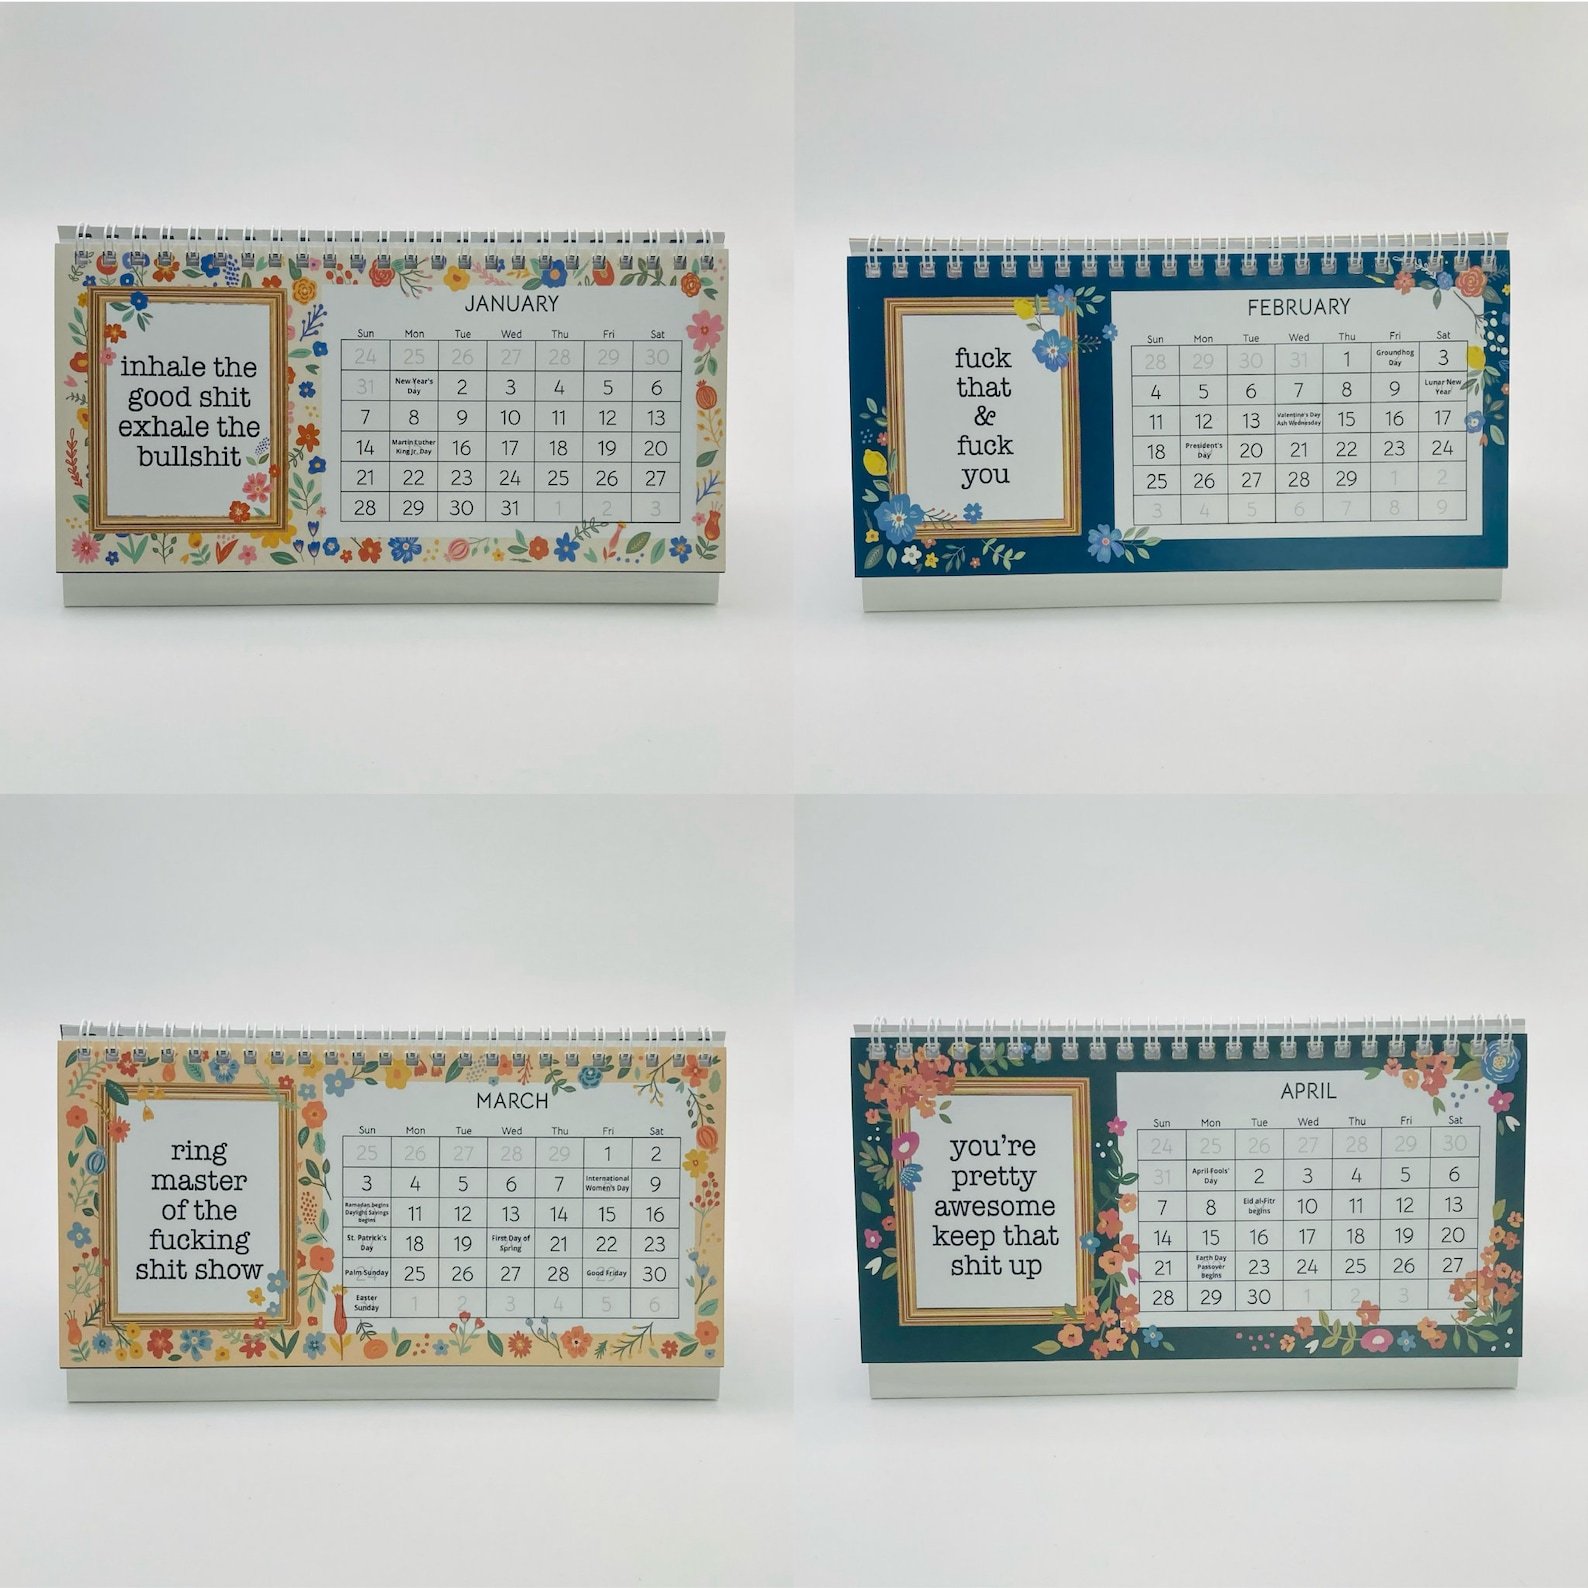 inhale the
good shit
exhale the
bullshit
JANUARY
Sun Mon Tue Wed Thu Fri Sat
24 25 26 27 28 29 30
31 New Year's Day 2 3 4 5 6
7 8 9 10 11 12 13
14 Martin Luther King Jr. Day 16 17 18 19 20
21 22 23 24 25 26 27
28 29 30 31 1 2 3
fuck
that
&
fuck
you
FEBRUARY
Sun Mon Tue Wed Thu Fri Sat
28 29 30 31 1 Groundhog Day 3
4 5 6 7 8 9 Lunar New Year
11 12 13 Valentine's Day Ash Wednesday 15 16 17
18 President's Day 20 21 22 23 24
25 26 27 28 29 1 2
3 4 5 6 7 8 9
ring
master
of the
fucking
shit show
MARCH
Sun Mon Tue Wed Thu Fri Sat
25 26 27 28 29 1 2
3 4 5 6 7 International Women's Day 9
Ramadan begins Daylight Savings Begins 11 12 13 14 15 16
St. Patrick's Day 18 19 First Day of Spring 21 22 23
Palm Sunday 25 26 27 28 Good Friday 30
Easter Sunday 1 2 3 4 5 6
you're
pretty
awesome
keep that
shit up
APRIL
Sun Mon Tue Wed Thu Fri Sat
24 25 26 27 28 29 30
31 April Fools' Day 2 3 4 5 6
7 8 Eid al-Fitr begins 10 11 12 13
14 15 16 17 18 19 20
21 Earth Day Passover Begins 23 24 25 26 27
28 29 30 1 2 3 4